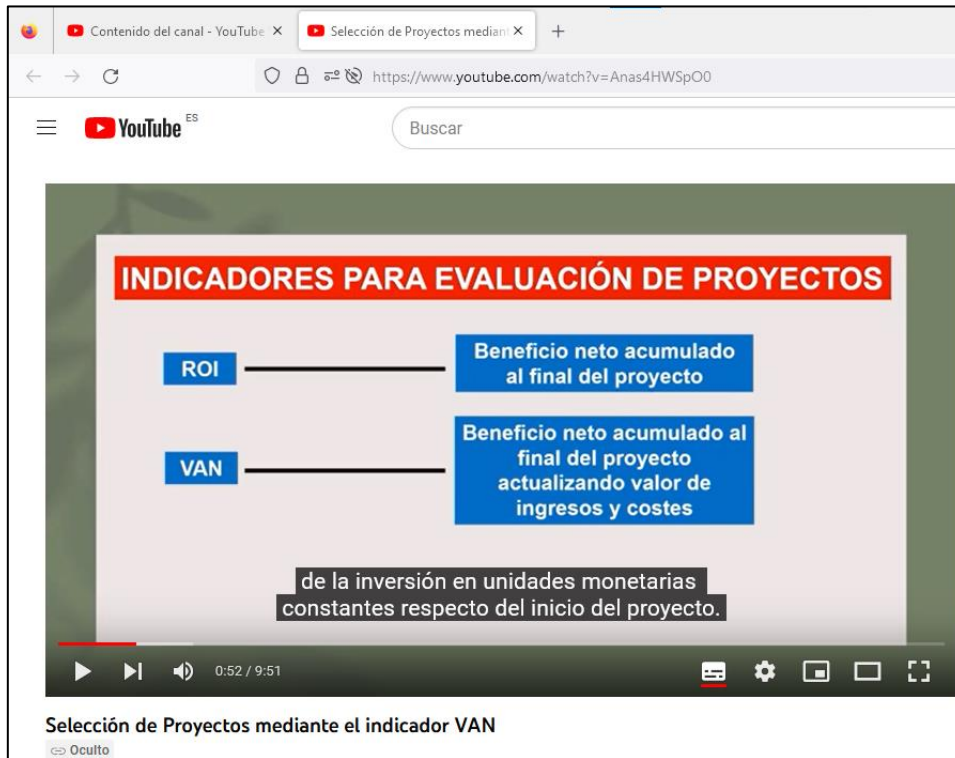 Contenido del canal - YouTube
Selección de Proyectos median
https://www.youtube.com/watch?v=Anas4HWSpO0
YouTube ES
Buscar
INDICADORES PARA EVALUACIÓN DE PROYECTOS
ROI
Beneficio neto acumulado
al final del proyecto
VAN
Beneficio neto acumulado al
final del proyecto
actualizando valor de
ingresos y costes
de la inversión en unidades monetarias
constantes respecto del inicio del proyecto.
0:52 / 9:51
Selección de Proyectos mediante el indicador VAN
Oculto